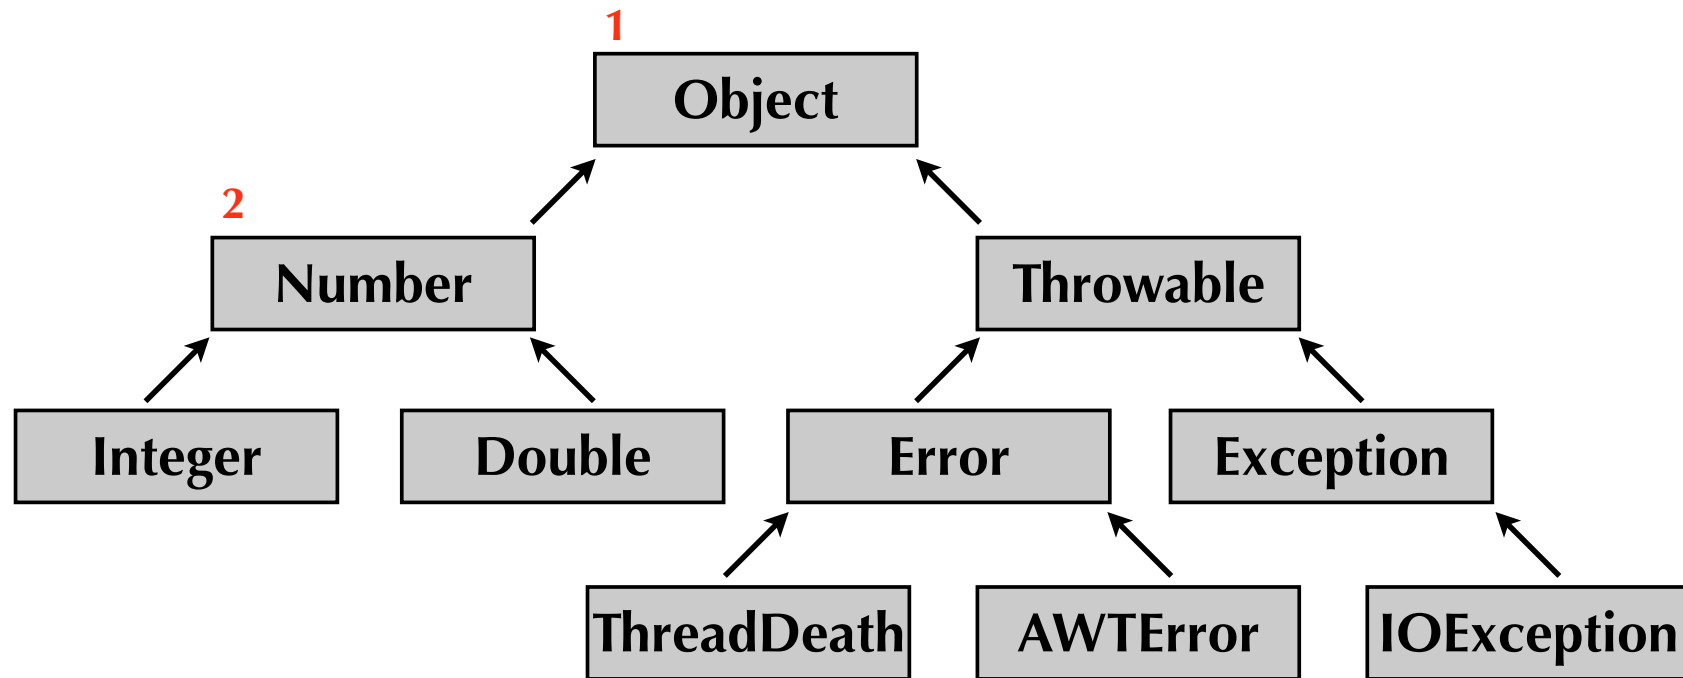 1
Object
2
Number
Throwable
Integer
Double
Error
Exception
ThreadDeath
AWTError
IOException